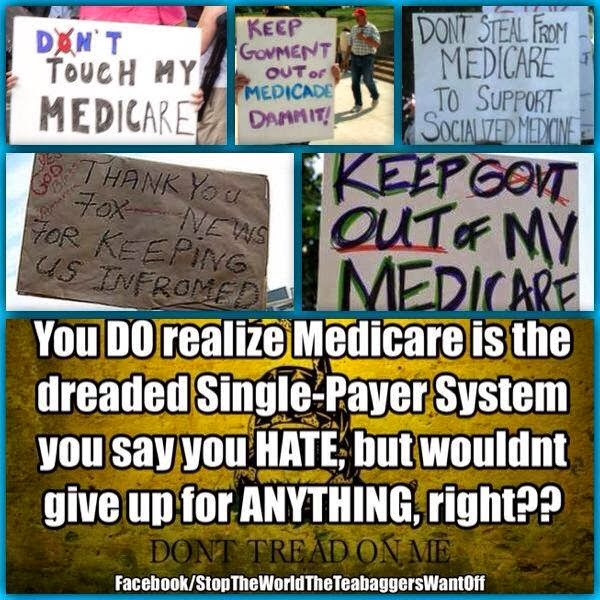 DON'T
TOUCH MY
MEDICARE
KEEP
GOVMENT
OUT OF
MEDICADE
DAMMIT!
DONT STEAL FROM
MEDICARE
TO SUPPORT
SOCIALIZED MEDICINE
GOD
THANK YOU
FOX NEWS
FOR KEEPING
US INFROMED
KEEP GOVT
OUT OF MY
MEDICARE
You DO realize Medicare is the
dreaded Single-Payer System
you say you HATE, but wouldnt
give up for ANYTHING, right??
DONT TREAD ON ME
Facebook/StopTheWorldTheTeabaggersWantOff